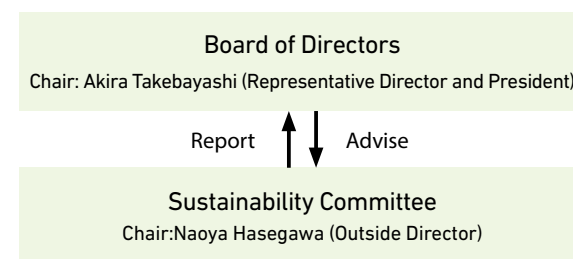 Board of Directors
Chair: Akira Takebayashi (Representative Director and President)
Report Advise
Sustainability Committee
Chair:Naoya Hasegawa (Outside Director)